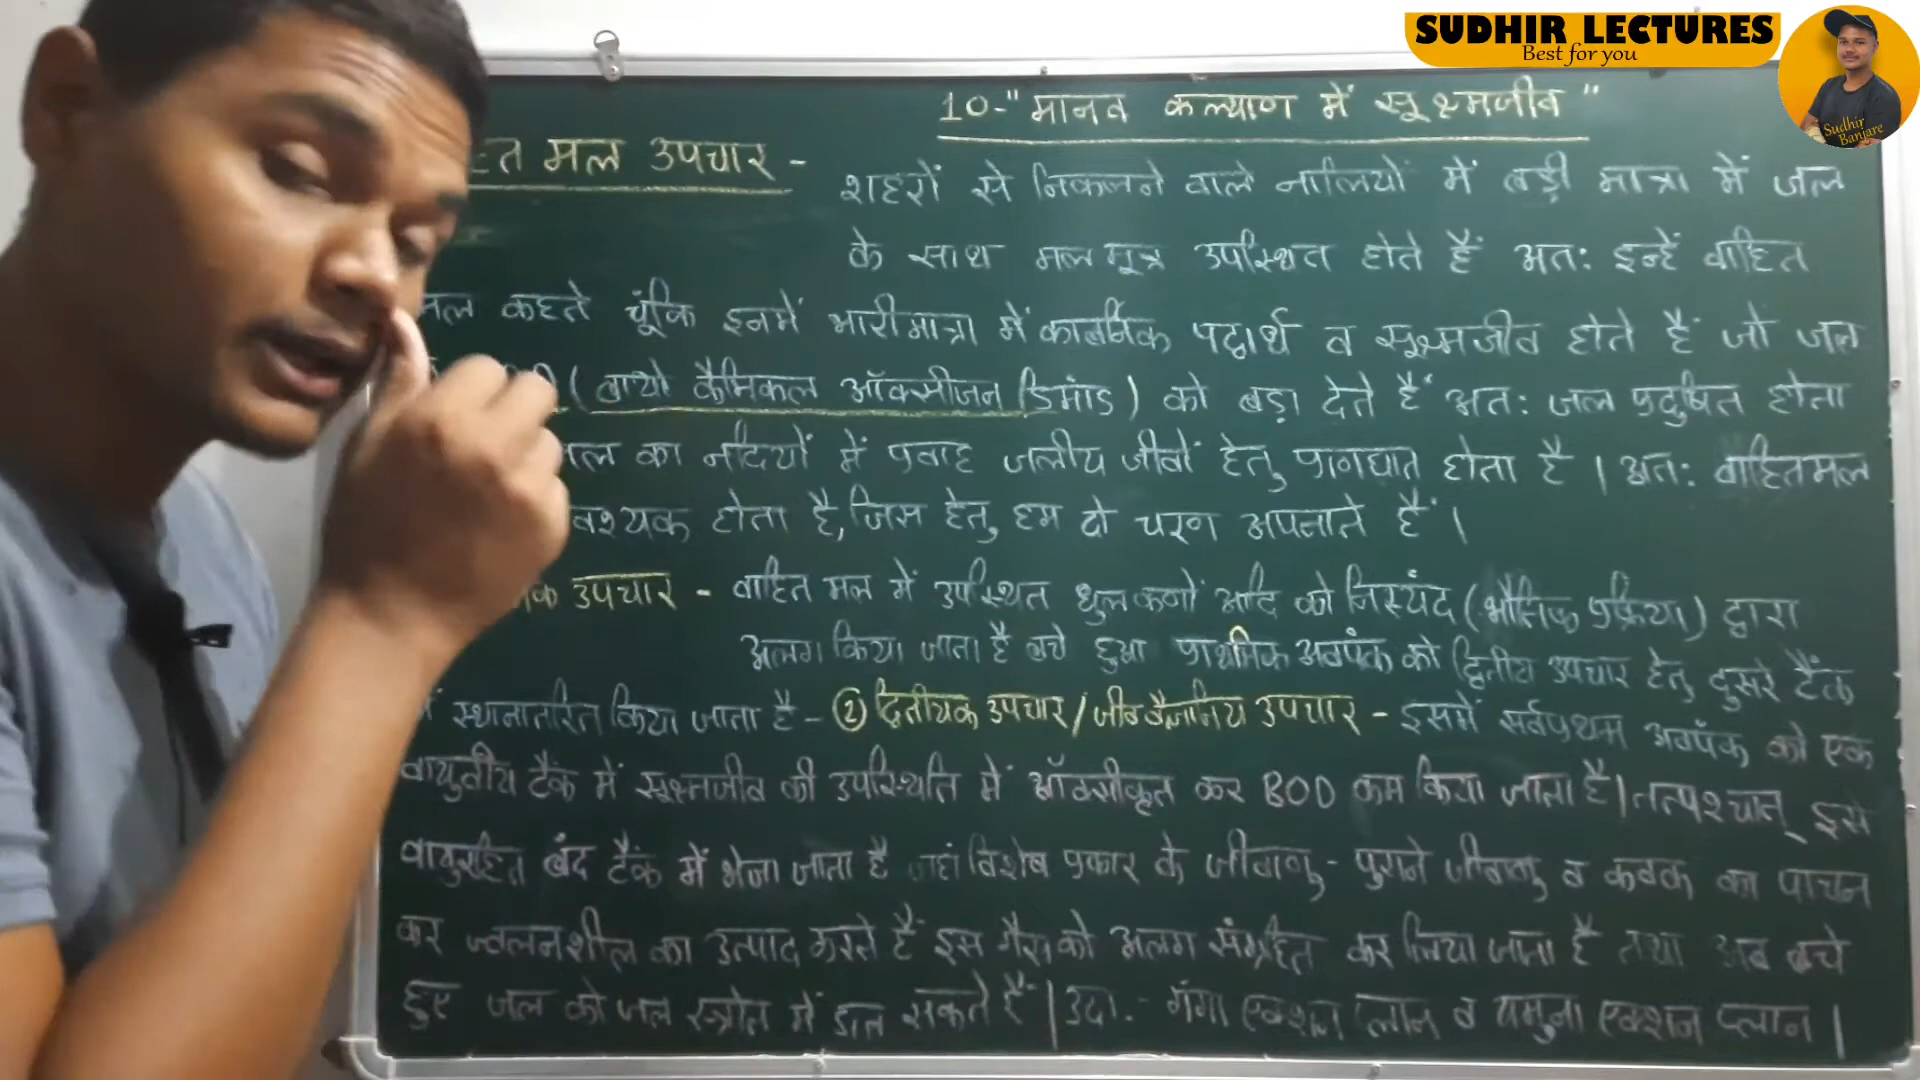 SUDHIR LECTURES
Best for you
Sudhir
Banjare
10-"मानव कल्याण में सूक्ष्मजीव"
त मल उपचार -
शहरों से निकलने वाले नालियों में बड़ी मात्रा में जल
के साथ मलमूत्र उपस्थित होते हैं अत: इन्हें वाहित
मल कहते चूंकि इनमें भारी मात्रा में कार्बनिक पदार्थ व सूक्ष्मजीव होते हैं जो जल
(बायो कैमिकल ऑक्सीजन डिमांड) को बड़ा देते हैं अत: जल प्रदुषित होता
मल का नदियों में प्रवाह जलीय जीवों हेतु प्राणघात होता है | अत: वाहितमल
वश्यक होता है, जिस हेतु हम दो चरण अपनाते हैं |
क उपचार - वाहित मल में उपस्थित धुल कणों आदि को निस्यंद (भौतिक प्रक्रिया) द्वारा
अलग किया जाता है बचे हुआ प्राथमिक अवपंक को द्वितीय उपचार हेतु दुसरे टैंक
में स्थानातरित किया जाता है - ② द्वितीयक उपचार / जीव वैज्ञानिय उपचार - इसमें सर्वप्रथम अवपंक को एक
वायुवीय टैंक में सूक्ष्मजीव की उपस्थिति में ऑक्सीकृत कर BOD कम किया जाता है | तत्पश्चात् इसे
वायुरहित बंद टैंक में भेजा जाता है जहां विशेष प्रकार के जीवाणु - पुराने जीवाणु व कवक का पाचन
कर ज्वलनशील का उत्पाद करते हैं इस गैस को अलग संग्रहित कर लिया जाता है तथा अब बचे
हुए जल को जल स्त्रोत में डाल सकते हैं | उदा. - गंगा एक्शन प्लान व यमुना एक्शन प्लान |